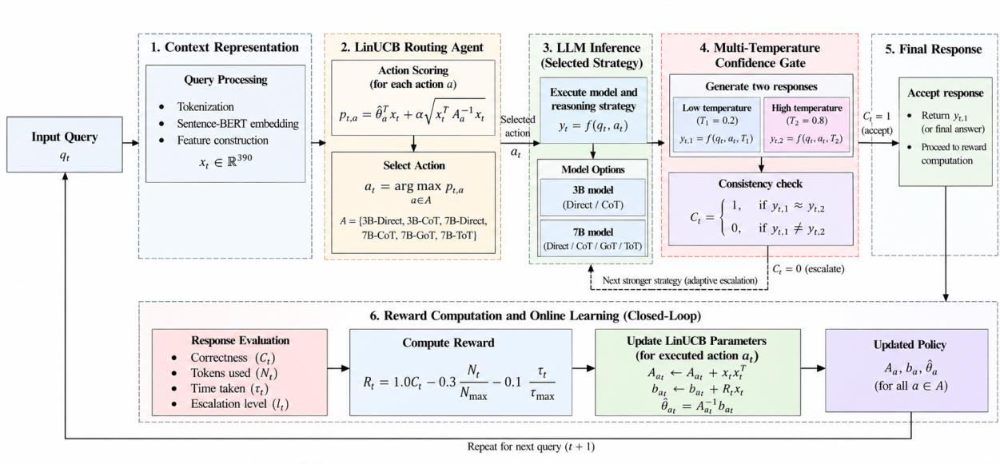 Input Query
q_t
1. Context Representation
Query Processing
• Tokenization
• Sentence-BERT embedding
• Feature construction
x_t ∈ ℝ^390
2. LinUCB Routing Agent
Action Scoring
(for each action a)
p_{t,a} = θ̂_a^T x_t + α√(x_t^T A_a^{-1} x_t)
Select Action
a_t = arg max p_{t,a}
a∈A
A = {3B-Direct, 3B-CoT, 7B-Direct,
7B-CoT, 7B-GoT, 7B-ToT}
Selected
action
a_t
3. LLM Inference
(Selected Strategy)
Execute model and
reasoning strategy
y_t = f(q_t, a_t)
Model Options
3B model
(Direct / CoT)
7B model
(Direct / CoT / GoT / ToT)
4. Multi-Temperature
Confidence Gate
Generate two responses
Low temperature
(T_1 = 0.2)
y_{t,1} = f(q_t, a_t, T_1)
High temperature
(T_2 = 0.8)
y_{t,2} = f(q_t, a_t, T_2)
Consistency check
C_t = { 1, if y_{t,1} ≈ y_{t,2}
0, if y_{t,1} ≠ y_{t,2}
C_t = 1
(accept)
C_t = 0 (escalate)
Next stronger strategy (adaptive escalation)
5. Final Response
Accept response
• Return y_{t,1}
(or final answer)
• Proceed to reward
computation
6. Reward Computation and Online Learning (Closed-Loop)
Response Evaluation
• Correctness (C_t)
• Tokens used (N_t)
• Time taken (τ_t)
• Escalation level (l_t)
Compute Reward
R_t = 1.0C_t − 0.3 N_t/N_max − 0.1 τ_t/τ_max
Update LinUCB Parameters
(for executed action a_t)
A_{a_t} ← A_{a_t} + x_t x_t^T
b_{a_t} ← b_{a_t} + R_t x_t
θ̂_{a_t} = A_{a_t}^{-1} b_{a_t}
Updated Policy
A_a, b_a, θ̂_a
(for all a ∈ A)
Repeat for next query (t + 1)